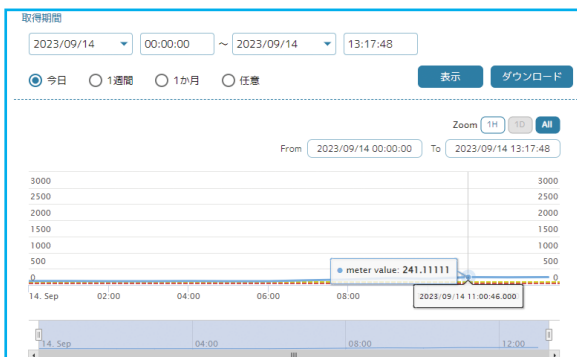 取得期間
2023/09/14 00:00:00 ~ 2023/09/14 13:17:48
今日 1週間 1か月 任意 表示 ダウンロード
Zoom 1H 1D All
From 2023/09/14 00:00:00 To 2023/09/14 13:17:48
3000 3000
2500 2500
2000 2000
1500 1500
1000 1000
500 500
meter value: 241.11111
0 0
14. Sep 02:00 04:00 06:00 08:00 2023/09/14 11:00:46.000
14. Sep 04:00 08:00 12:00